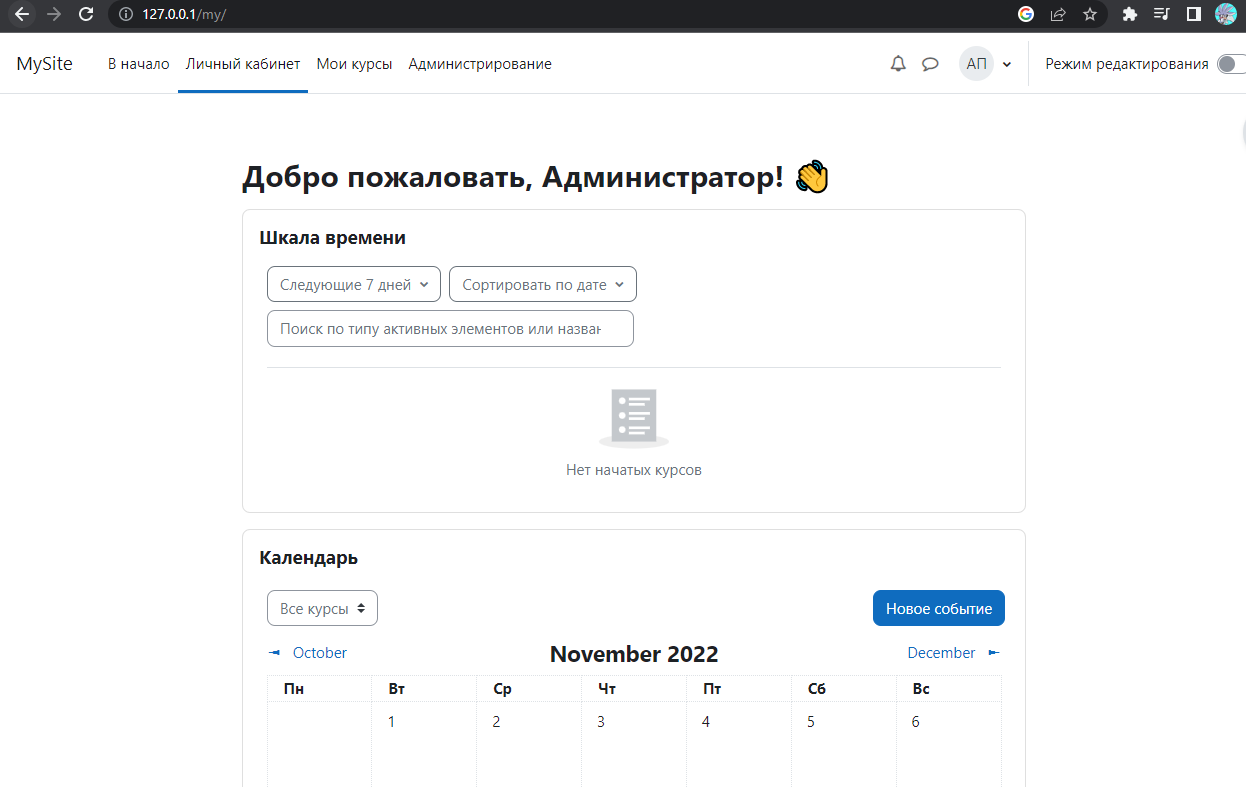 127.0.0.1/my/
MySite В начало Личный кабинет Мои курсы Администрирование АП Режим редактирования
Добро пожаловать, Администратор!
Шкала времени
Следующие 7 дней Сортировать по дате
Поиск по типу активных элементов или назван
Нет начатых курсов
Календарь
Все курсы Новое событие
◄ October November 2022 December ►
Пн Вт Ср Чт Пт Сб Вс
1 2 3 4 5 6